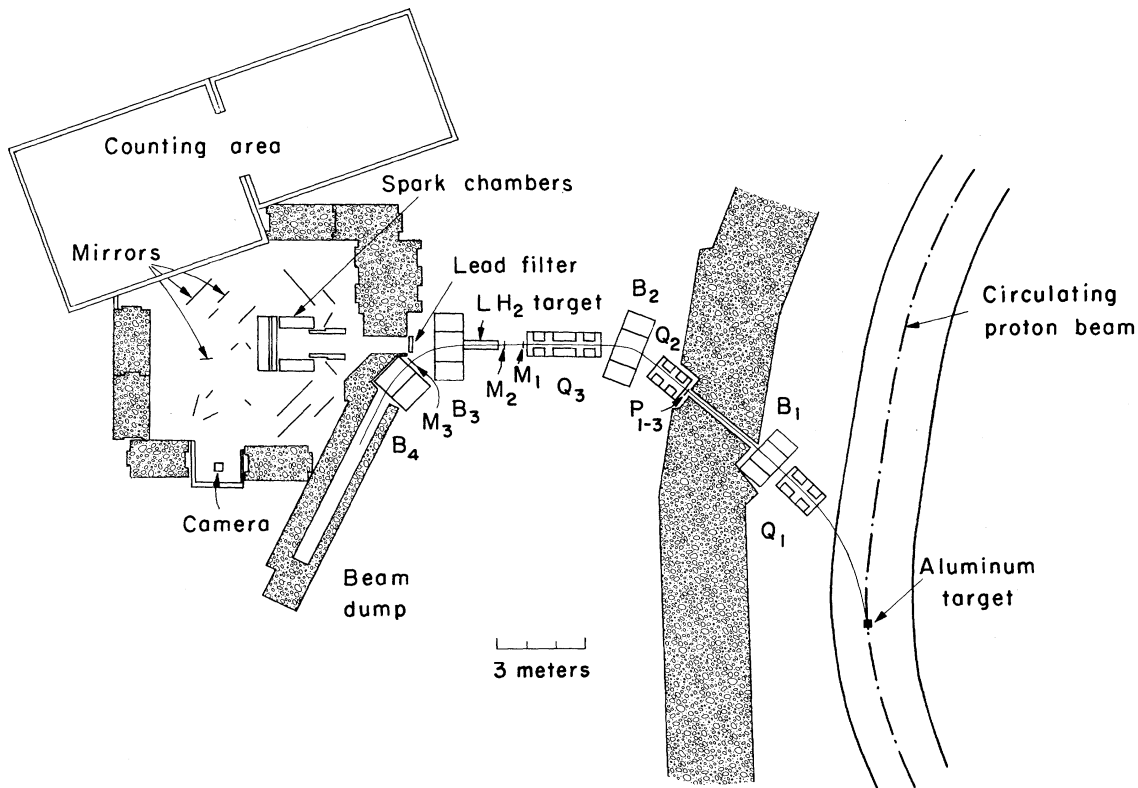 Counting area
Spark chambers
Mirrors
Lead filter
LH2 target
B2
Q2
Circulating
proton beam
M1
M2
Q3
P1-3
B1
M3
B3
B4
Camera
Q1
Beam
dump
Aluminum
target
3 meters